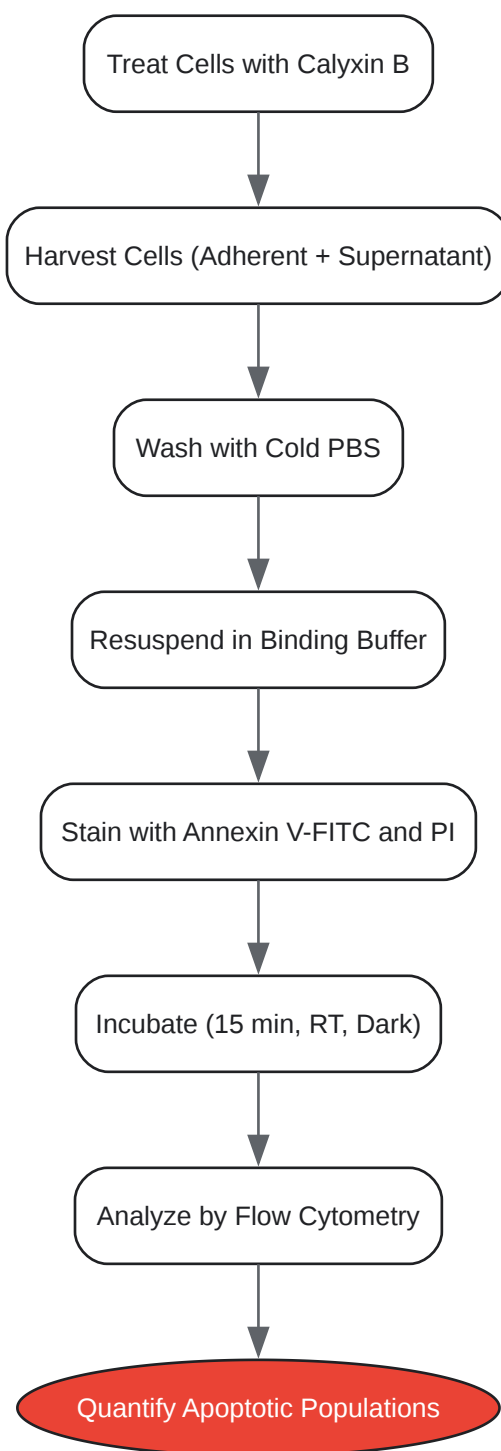 Treat Cells with Calyxin B
Harvest Cells (Adherent + Supernatant)
Wash with Cold PBS
Resuspend in Binding Buffer
Stain with Annexin V-FITC and PI
Incubate (15 min, RT, Dark)
Analyze by Flow Cytometry
Quantify Apoptotic Populations